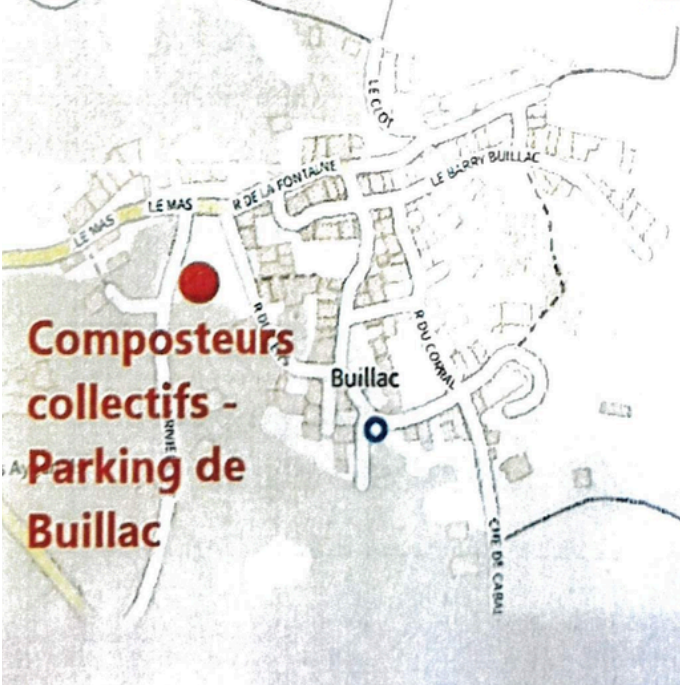 LE CLOS
R DE LA FONTAINE
LE BARRY BUILLAC
LE MAS
LE MAS
Composteurs
collectifs -
Parking de
Buillac
R DU CORRAL
Buillac
CHE DE CABAL